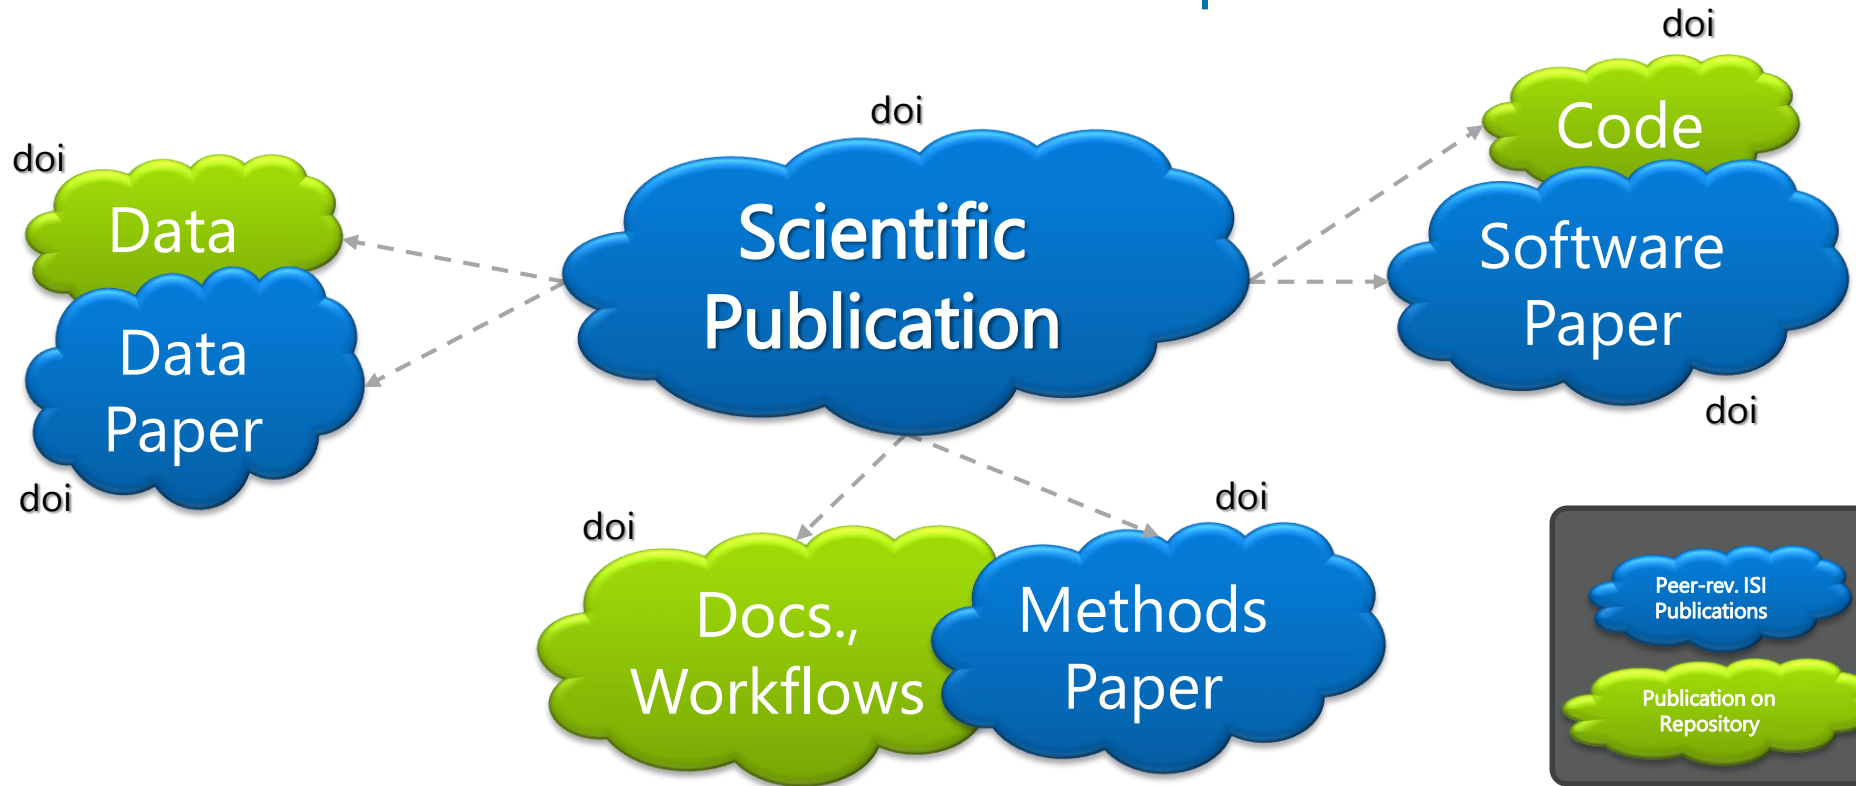 doi
doi
doi
Code
Data
Scientific
Publication
Software
Paper
Data
Paper
doi
doi
doi
doi
Docs.,
Workflows
Methods
Paper
Peer-rev. ISI
Publications
Publication on
Repository